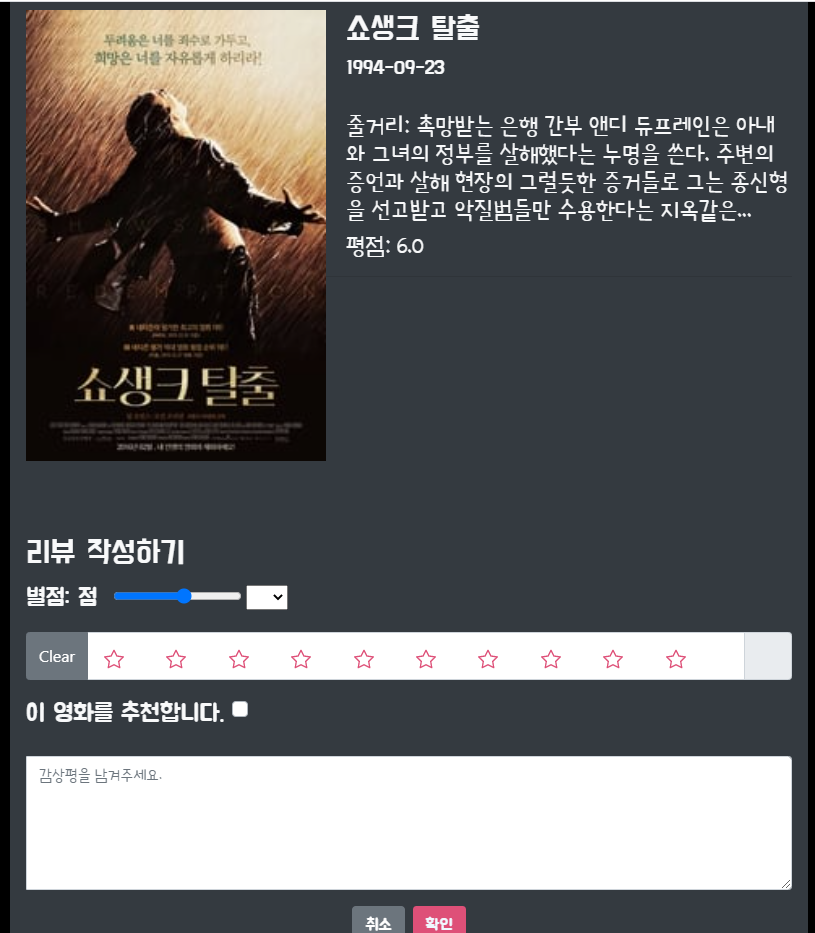 두려움은 너를 죄수로 가두고,
희망은 너를 자유롭게 하리라!
SHAWSHANK
REDEMPTION
쇼생크 탈출
쇼생크 탈출
1994-09-23
줄거리: 촉망받는 은행 간부 앤디 듀프레인은 아내
와 그녀의 정부를 살해했다는 누명을 쓴다. 주변의
증언과 살해 현장의 그럴듯한 증거들로 그는 종신형
을 선고받고 악질범들만 수용한다는 지옥같은...
평점: 6.0
리뷰 작성하기
별점: 점
Clear
이 영화를 추천합니다.
감상평을 남겨주세요.
취소 확인